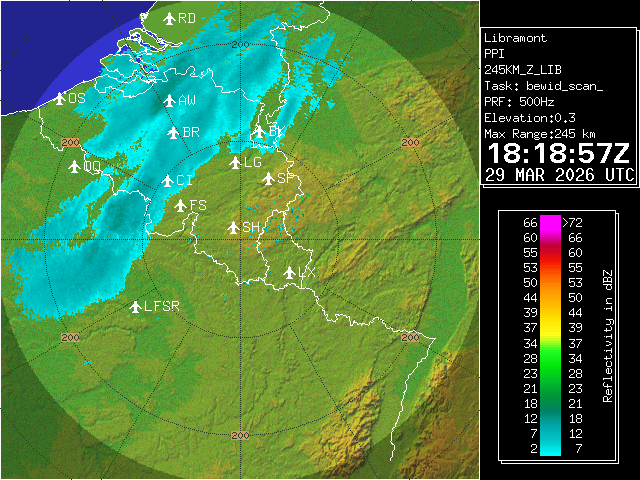 Libramont
PPI
245KM_Z_LIB
Task: bewid_scan_
PRF: 500Hz
Elevation:0.3
Max Range:245 km
18:18:57Z
29 MAR 2026 UTC
RD
200
OS
AW
BR
200
200
LG
CI
SP
FS
SH
LX
LFSR
200
200
200
66 >72
60 66
55 60
53 55
50 53
44 50
39 44
37 39
34 37
28 34
23 28
21 23
18 21
12 18
7 12
2 7
Reflectivity in dBZ